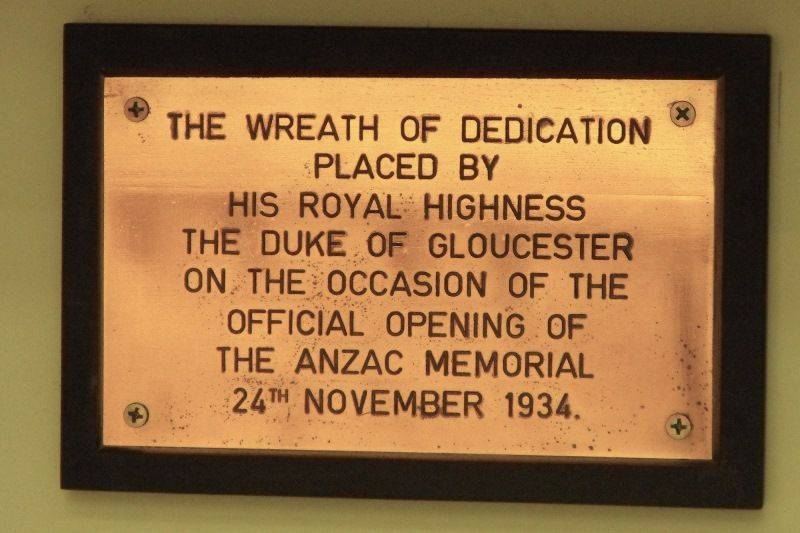 THE WREATH OF DEDICATION
PLACED BY
HIS ROYAL HIGHNESS
THE DUKE OF GLOUCESTER
ON THE OCCASION OF THE
OFFICIAL OPENING OF
THE ANZAC MEMORIAL
24TH NOVEMBER 1934.